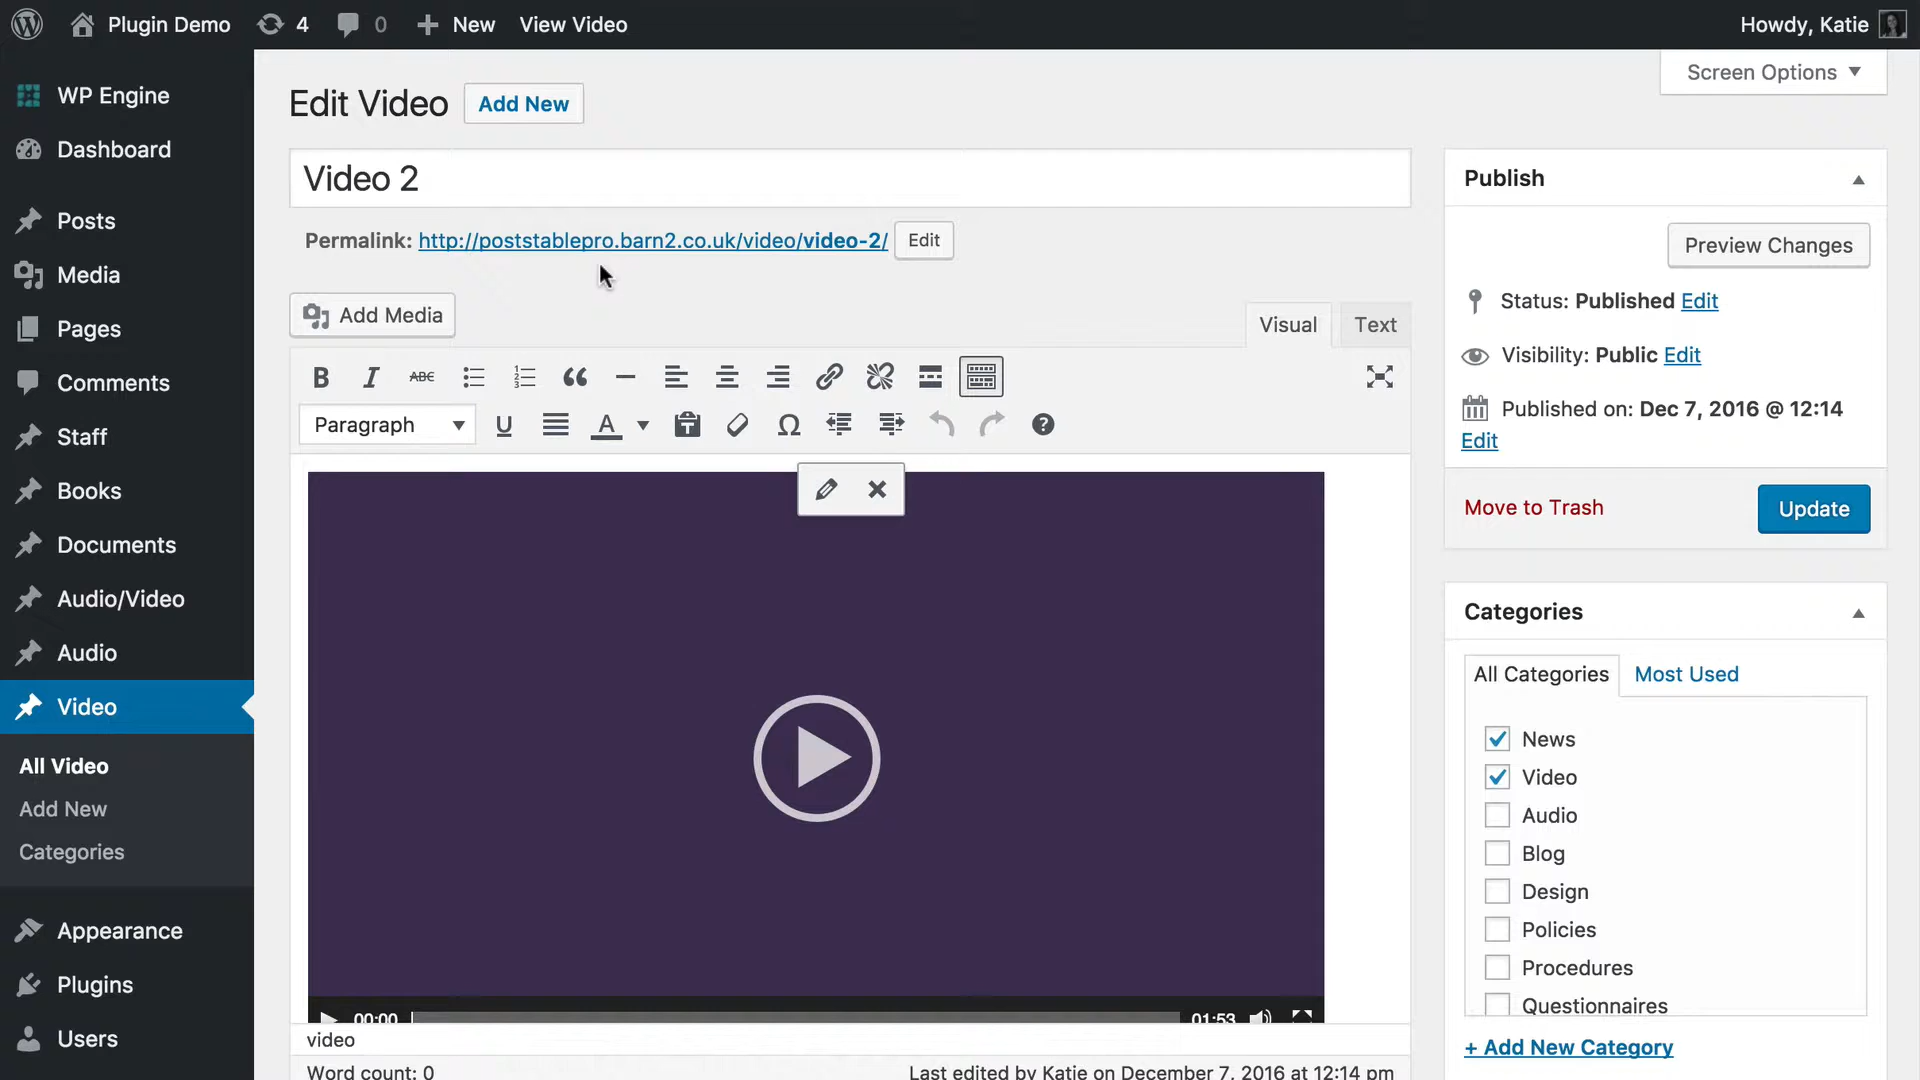 Plugin Demo 4 0 New View Video Howdy, Katie
Screen Options
WP Engine
Dashboard
Posts
Media
Pages
Comments
Staff
Books
Documents
Audio/Video
Audio
Video
All Video
Add New
Categories
Appearance
Plugins
Users
Edit Video Add New
Video 2
Permalink: http://poststablepro.barn2.co.uk/video/video-2/ Edit
Add Media
Visual Text
B I ABC
Paragraph U A
00:00 01:53
video
Word count: 0 Last edited by Katie on December 7, 2016 at 12:14 pm
Publish
Preview Changes
Status: Published Edit
Visibility: Public Edit
Published on: Dec 7, 2016 @ 12:14
Edit
Move to Trash Update
Categories
All Categories Most Used
News
Video
Audio
Blog
Design
Policies
Procedures
Questionnaires
+ Add New Category